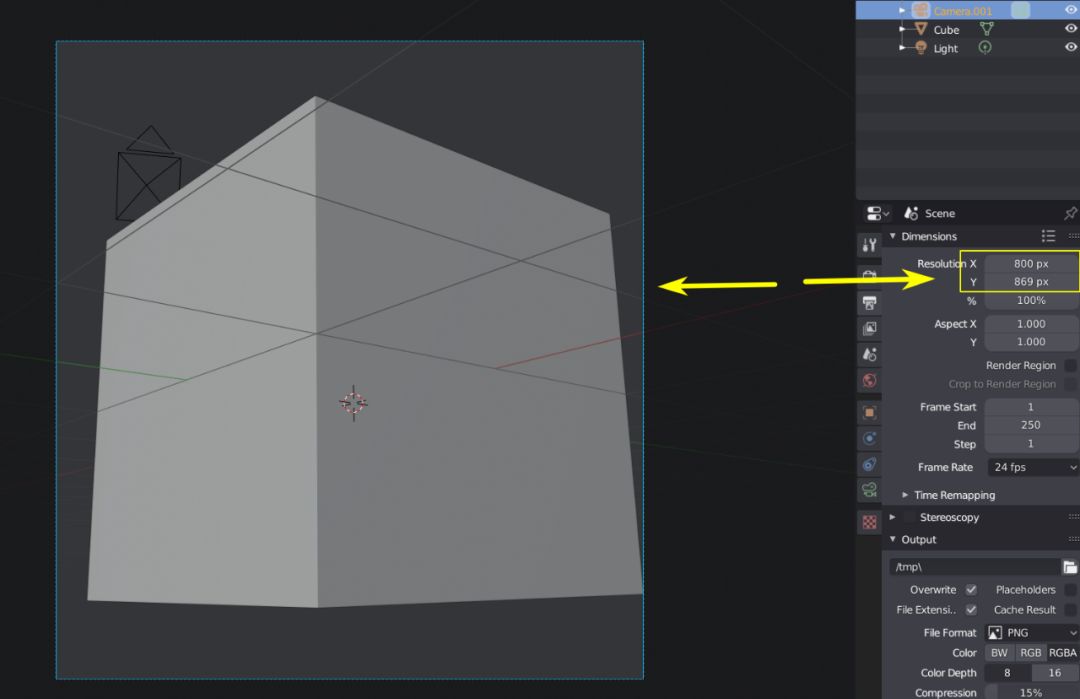 Camera.001
Cube
Light
Scene
Dimensions
Resolution X 800 px
Y 869 px
% 100%
Aspect X 1.000
Y 1.000
Render Region
Crop to Render Region
Frame Start 1
End 250
Step 1
Frame Rate 24 fps
Time Remapping
Stereoscopy
Output
/tmp\
Overwrite Placeholders
File Extensi.. Cache Result
File Format PNG
Color BW RGB RGBA
Color Depth 8 16
Compression 15%